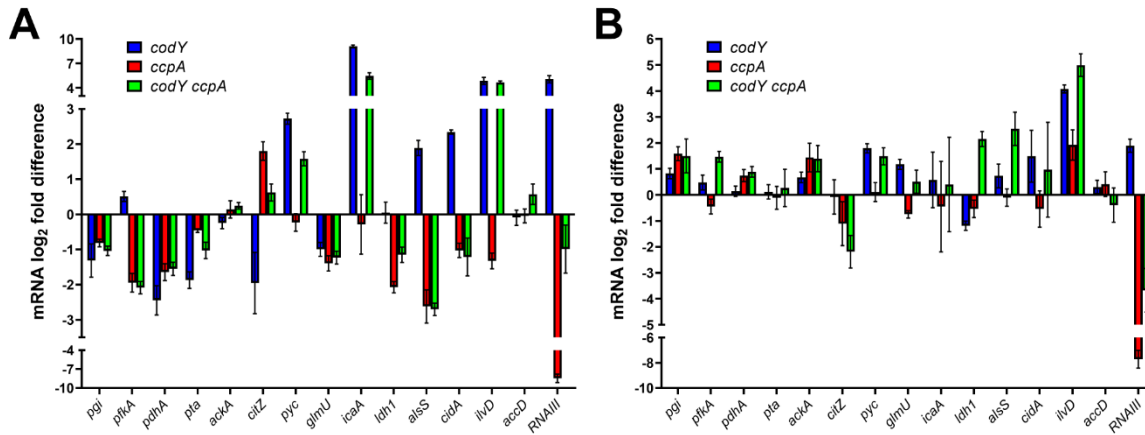 A
mRNA log2 fold difference
10
7
4
3
2
1
0
-1
-2
-3
-4
-7
-10
codY
ccpA
codY ccpA
pgi
pfkA
pdhA
pta
ackA
citZ
pyc
glmU
icaA
ldh1
alsS
cidA
ilvD
accD
RNAIII
B
mRNA log2 fold difference
6
5
4
3
2
1
0
-1
-2
-3
-4
-5
-6
-7
-8
-9
-10
codY
ccpA
codY ccpA
pgi
pfkA
pdhA
pta
ackA
citZ
pyc
glmU
icaA
ldh1
alsS
cidA
ilvD
accD
RNAIII